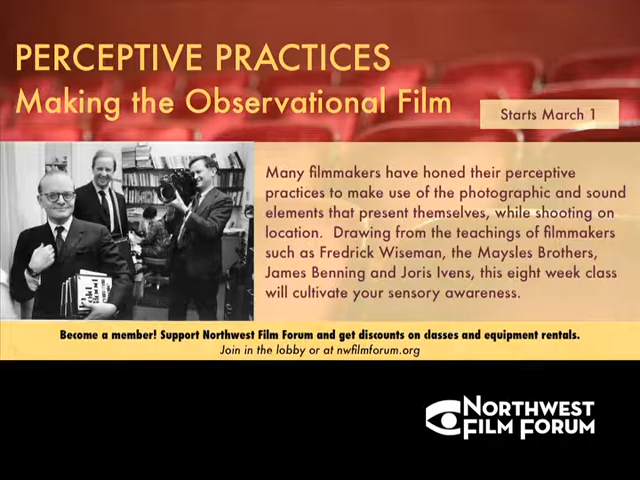 PERCEPTIVE PRACTICES
Making the Observational Film
Starts March 1
Many filmmakers have honed their perceptive
practices to make use of the photographic and sound
elements that present themselves, while shooting on
location. Drawing from the teachings of filmmakers
such as Fredrick Wiseman, the Maysles Brothers,
James Benning and Joris Ivens, this eight week class
will cultivate your sensory awareness.
Become a member! Support Northwest Film Forum and get discounts on classes and equipment rentals.
Join in the lobby or at nwfilmforum.org
NORTHWEST
FILM FORUM